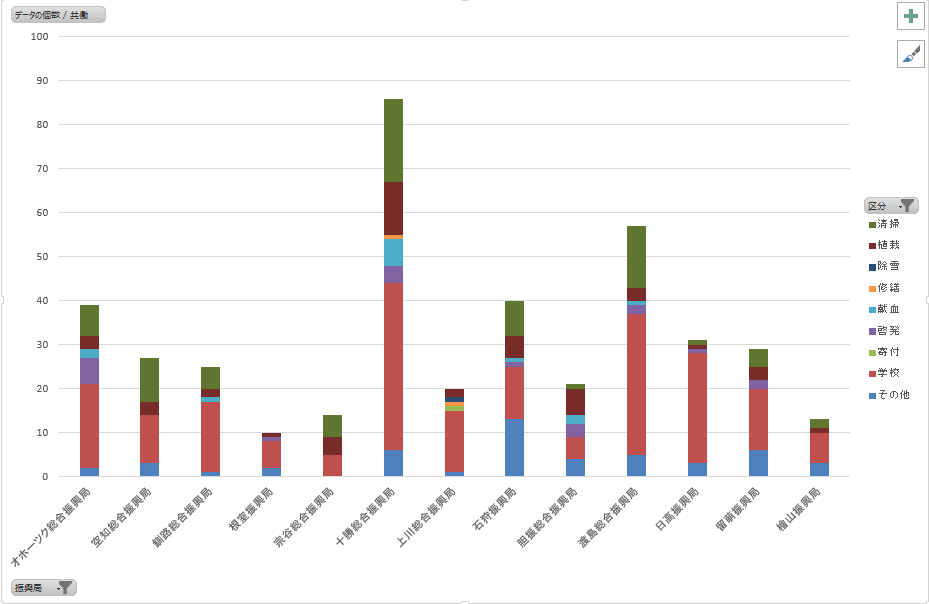 データの個数 / 共働
100
90
80
70
60
50
40
30
20
10
0
オホーツク総合振興局
空知総合振興局
釧路総合振興局
根室振興局
宗谷総合振興局
十勝総合振興局
上川総合振興局
石狩振興局
胆振総合振興局
渡島総合振興局
日高振興局
留萌振興局
檜山振興局
区分
清掃
植栽
除雪
修繕
献血
啓発
寄付
学校
その他
振興局